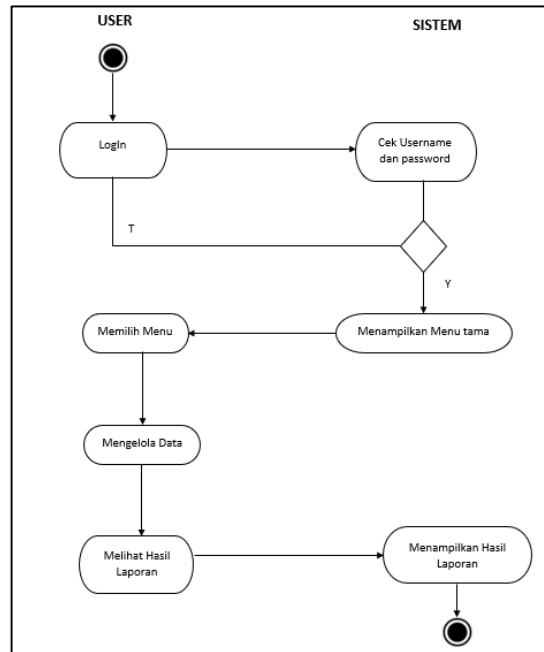 USER
SISTEM
LogIn
Cek Username
dan password
T
Y
Memilih Menu
Menampilkan Menu tama
Mengelola Data
Melihat Hasil
Laporan
Menampilkan Hasil
Laporan